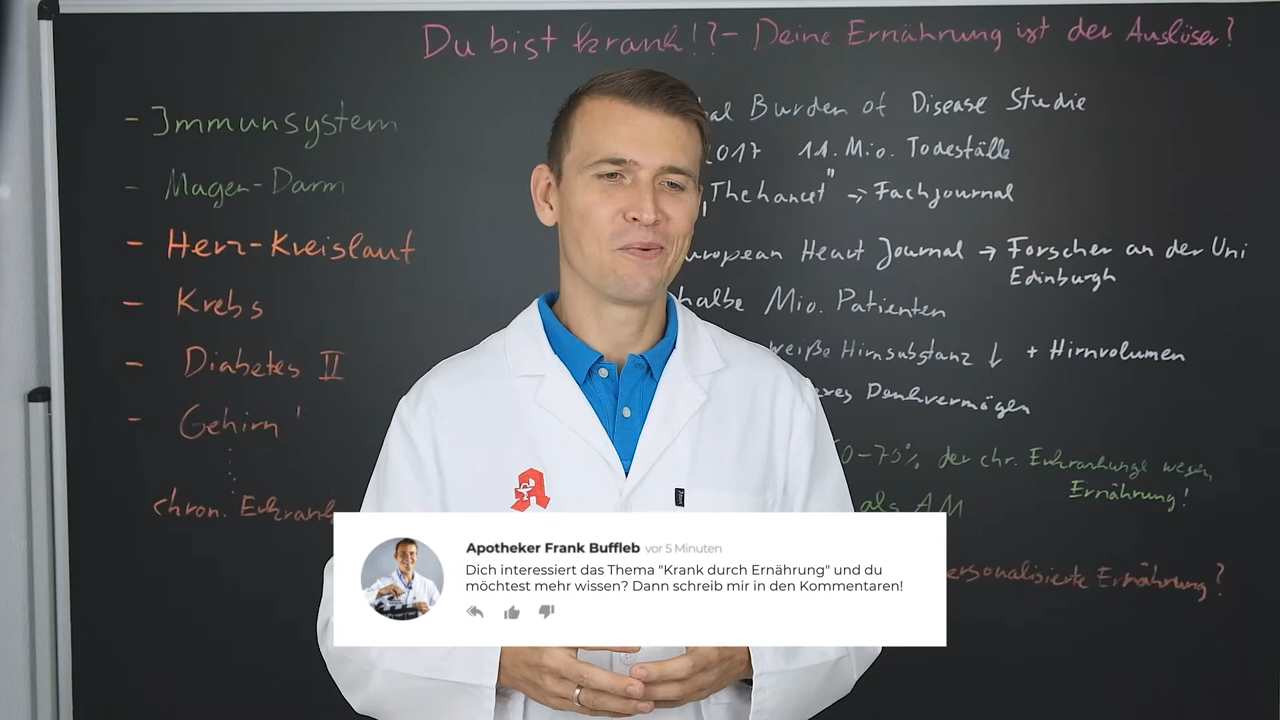 Du bist krank!? - Deine Ernährung ist der Auslöser?
- Immunsystem
- Magen-Darm
- Herz-Kreislauf
- Krebs
- Diabetes II
- Gehirn!
chron. Erkrank
al Burden of Disease Studie
2017 11. Mio. Todesfälle
"The Lancet" → Fachjournal
uropean Heart Journal → Forscher an der Uni
Edinburgh
halbe Mio. Patienten
weiße Hirnsubstanz ↓ + Hirnvolumen
eres Denkvermögen
0-70% der chr. Erkrankunge wegen
Ernährung!
als AM
ersonalisierte Ernährung?
Apotheker Frank Buffleb vor 5 Minuten
Dich interessiert das Thema "Krank durch Ernährung" und du
möchtest mehr wissen? Dann schreib mir in den Kommentaren!